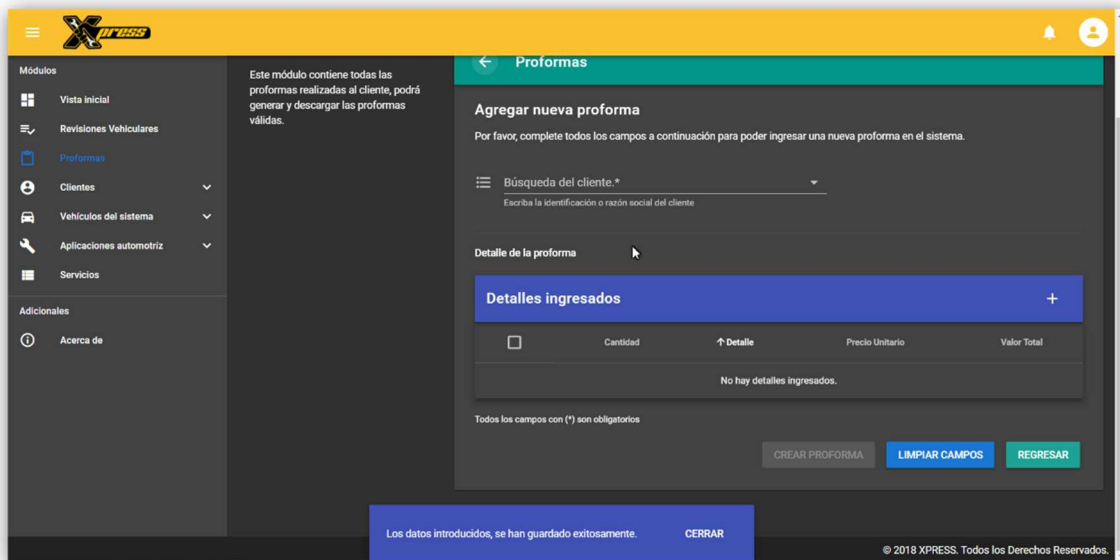 Xpress
Módulos
Vista inicial
Revisiones Vehiculares
Proformas
Clientes
Vehículos del sistema
Aplicaciones automotriz
Servicios
Adicionales
Acerca de
Este módulo contiene todas las
proformas realizadas al cliente, podrá
generar y descargar las proformas
válidas.
Proformas
Agregar nueva proforma
Por favor, complete todos los campos a continuación para poder ingresar una nueva proforma en el sistema.
Búsqueda del cliente.*
Escriba la identificación o razón social del cliente
Detalle de la proforma
Detalles ingresados
Cantidad Detalle Precio Unitario Valor Total
No hay detalles ingresados.
Todos los campos con (*) son obligatorios
CREAR PROFORMA LIMPIAR CAMPOS REGRESAR
Los datos introducidos, se han guardado exitosamente. CERRAR
© 2018 XPRESS. Todos los Derechos Reservados.